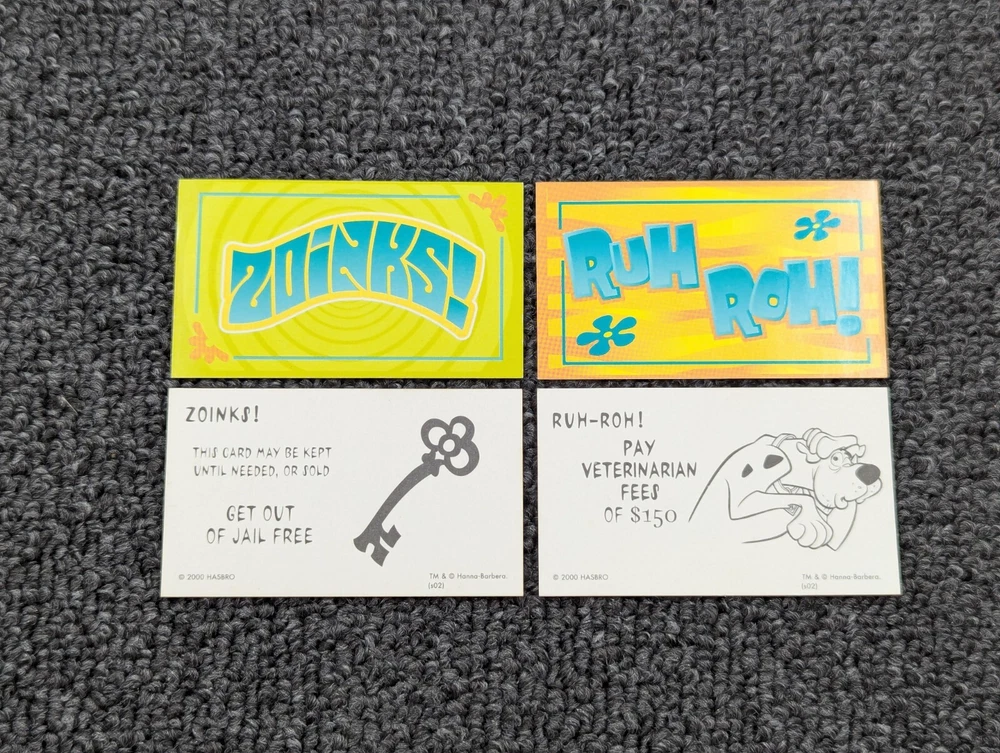 ZOINKS!
RUH
ROH!
ZOINKS!
THIS CARD MAY BE KEPT
UNTIL NEEDED, OR SOLD
GET OUT
OF JAIL FREE
© 2000 HASBRO
TM & © Hanna-Barbera.
(s02)
RUH-ROH!
PAY
VETERINARIAN
FEES
OF $150
© 2000 HASBRO
TM & © Hanna-Barbera.
(s02)